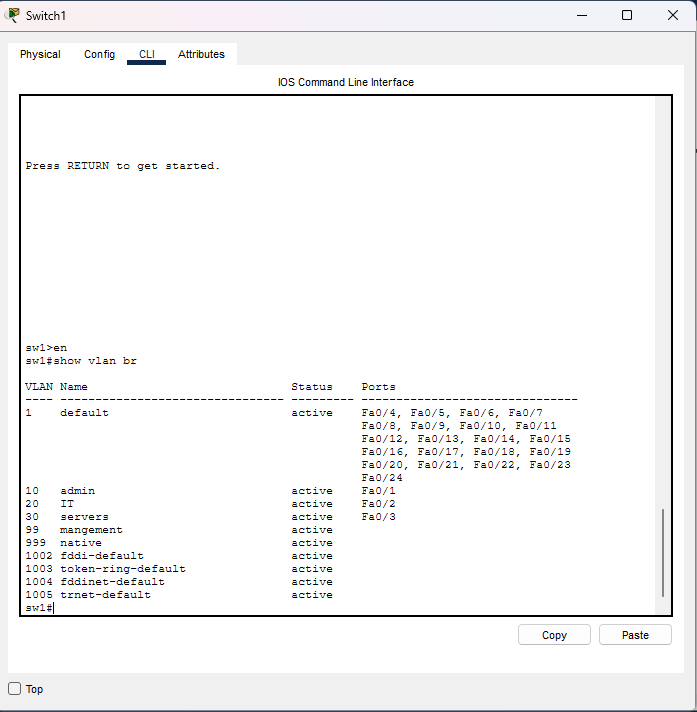 Switch1
Physical Config CLI Attributes
IOS Command Line Interface
Press RETURN to get started.
sw1>en
sw1#show vlan br
VLAN Name Status Ports
---- -------------------------------- --------- -------------------------------
1 default active Fa0/4, Fa0/5, Fa0/6, Fa0/7
Fa0/8, Fa0/9, Fa0/10, Fa0/11
Fa0/12, Fa0/13, Fa0/14, Fa0/15
Fa0/16, Fa0/17, Fa0/18, Fa0/19
Fa0/20, Fa0/21, Fa0/22, Fa0/23
Fa0/24
10 admin active Fa0/1
20 IT active Fa0/2
30 servers active Fa0/3
99 mangement active
999 native active
1002 fddi-default active
1003 token-ring-default active
1004 fddinet-default active
1005 trnet-default active
sw1#
Copy Paste
Top